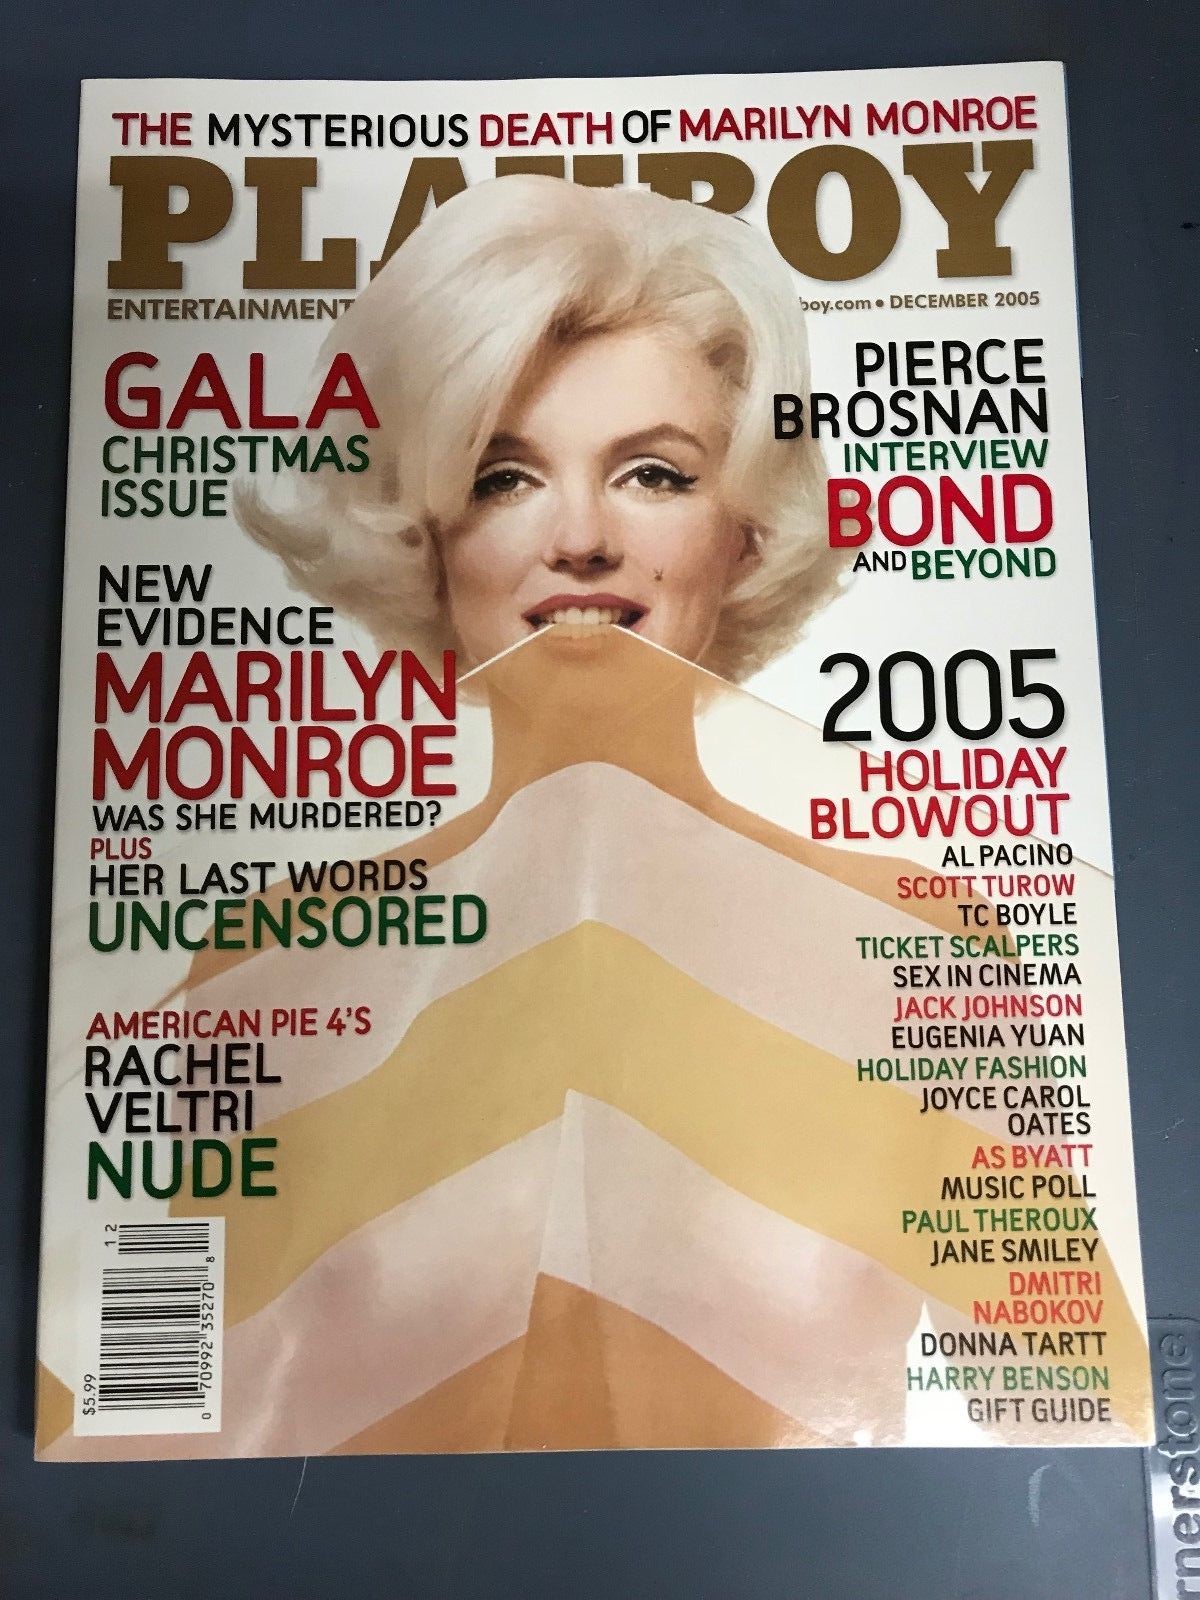 THE MYSTERIOUS DEATH OF MARILYN MONROE
PLAYBOY
ENTERTAINMENT
boy.com • DECEMBER 2005
GALA
CHRISTMAS
ISSUE
NEW
EVIDENCE
MARILYN
MONROE
WAS SHE MURDERED?
PLUS
HER LAST WORDS
UNCENSORED
AMERICAN PIE 4'S
RACHEL
VELTRI
NUDE
PIERCE
BROSNAN
INTERVIEW
BOND
AND BEYOND
2005
HOLIDAY
BLOWOUT
AL PACINO
SCOTT TUROW
TC BOYLE
TICKET SCALPERS
SEX IN CINEMA
JACK JOHNSON
EUGENIA YUAN
HOLIDAY FASHION
JOYCE CAROL
OATES
AS BYATT
MUSIC POLL
PAUL THEROUX
JANE SMILEY
DMITRI
NABOKOV
DONNA TARTT
HARRY BENSON
GIFT GUIDE
$5.99
0 70992 35270 8
12
rnerstone